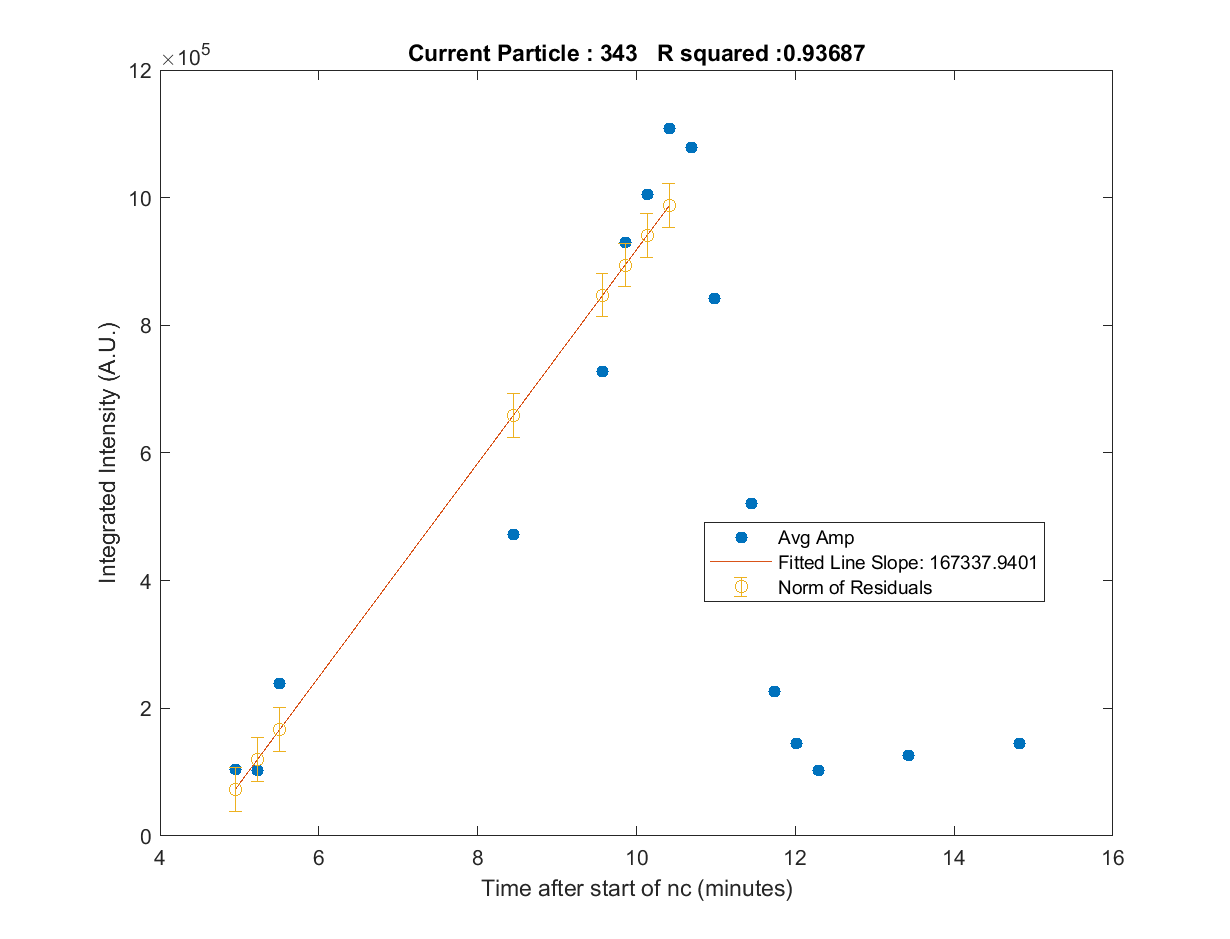 Current Particle : 343 R squared :0.93687
×10^5
12
10
8
6
4
2
0
Integrated Intensity (A.U.)
Avg Amp
Fitted Line Slope: 167337.9401
Norm of Residuals
4 6 8 10 12 14 16
Time after start of nc (minutes)